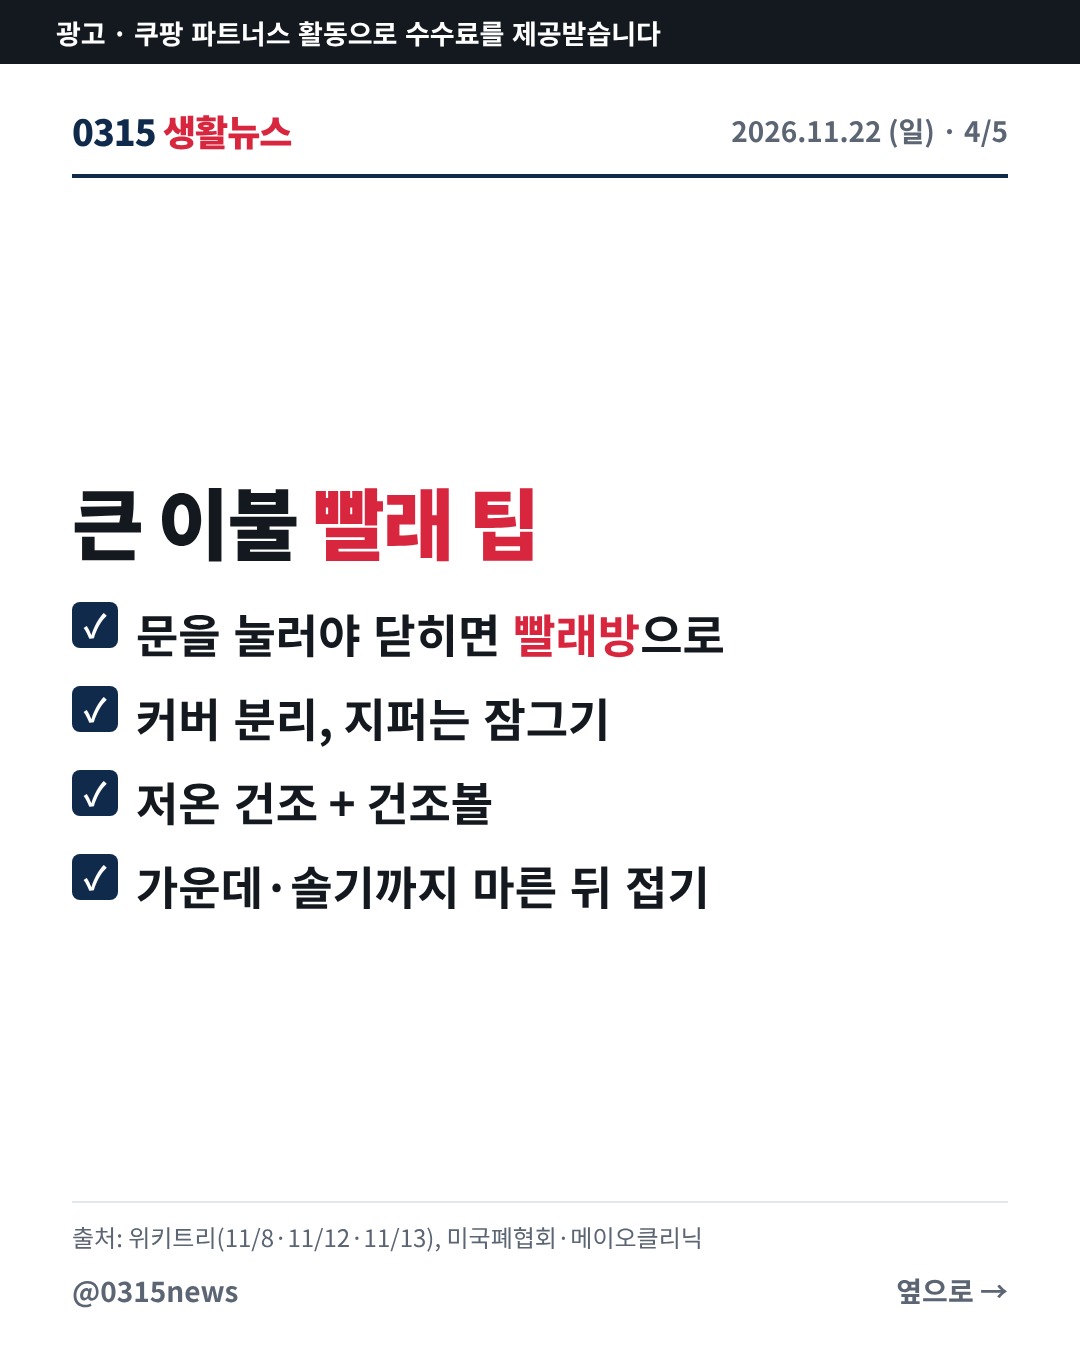 광고 · 쿠팡 파트너스 활동으로 수수료를 제공받습니다
0315 생활뉴스
2026.11.22 (일) · 4/5
큰 이불 빨래 팁
✓ 문을 눌러야 닫히면 빨래방으로
✓ 커버 분리, 지퍼는 잠그기
✓ 저온 건조 + 건조볼
✓ 가운데·솔기까지 마른 뒤 접기
출처: 위키트리(11/8·11/12·11/13), 미국폐협회·메이오클리닉
@0315news
옆으로 →